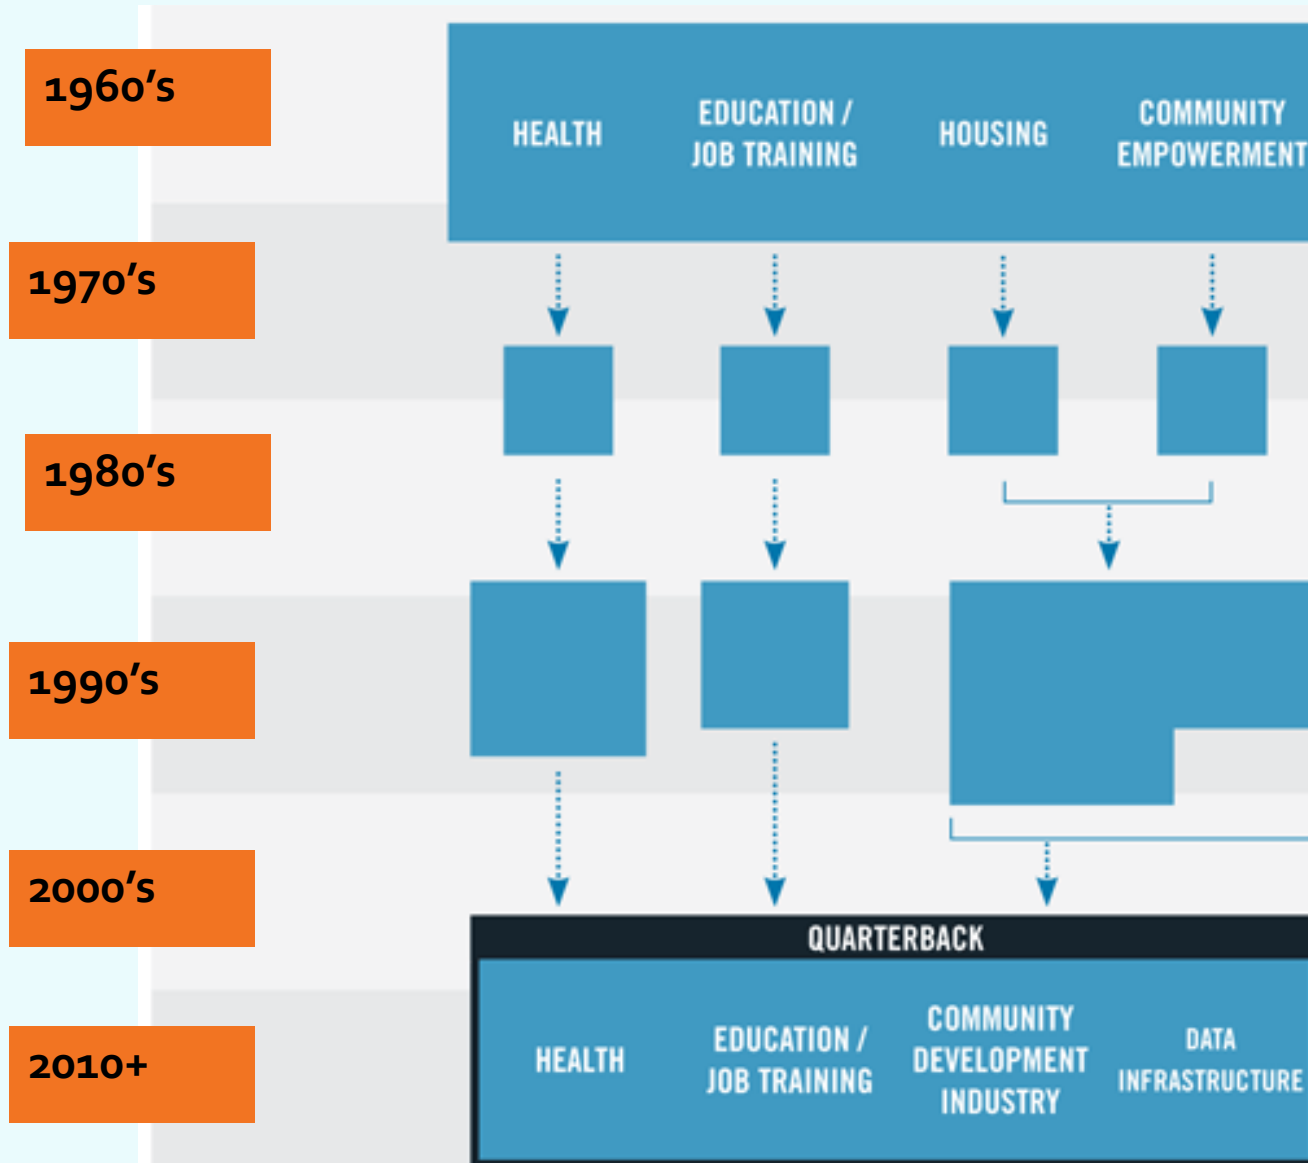 1960's
HEALTH
EDUCATION /
JOB TRAINING
HOUSING
COMMUNITY
EMPOWERMENT
1970's
1980's
1990's
2000's
QUARTERBACK
2010+
HEALTH
EDUCATION /
JOB TRAINING
COMMUNITY
DEVELOPMENT
INDUSTRY
DATA
INFRASTRUCTURE